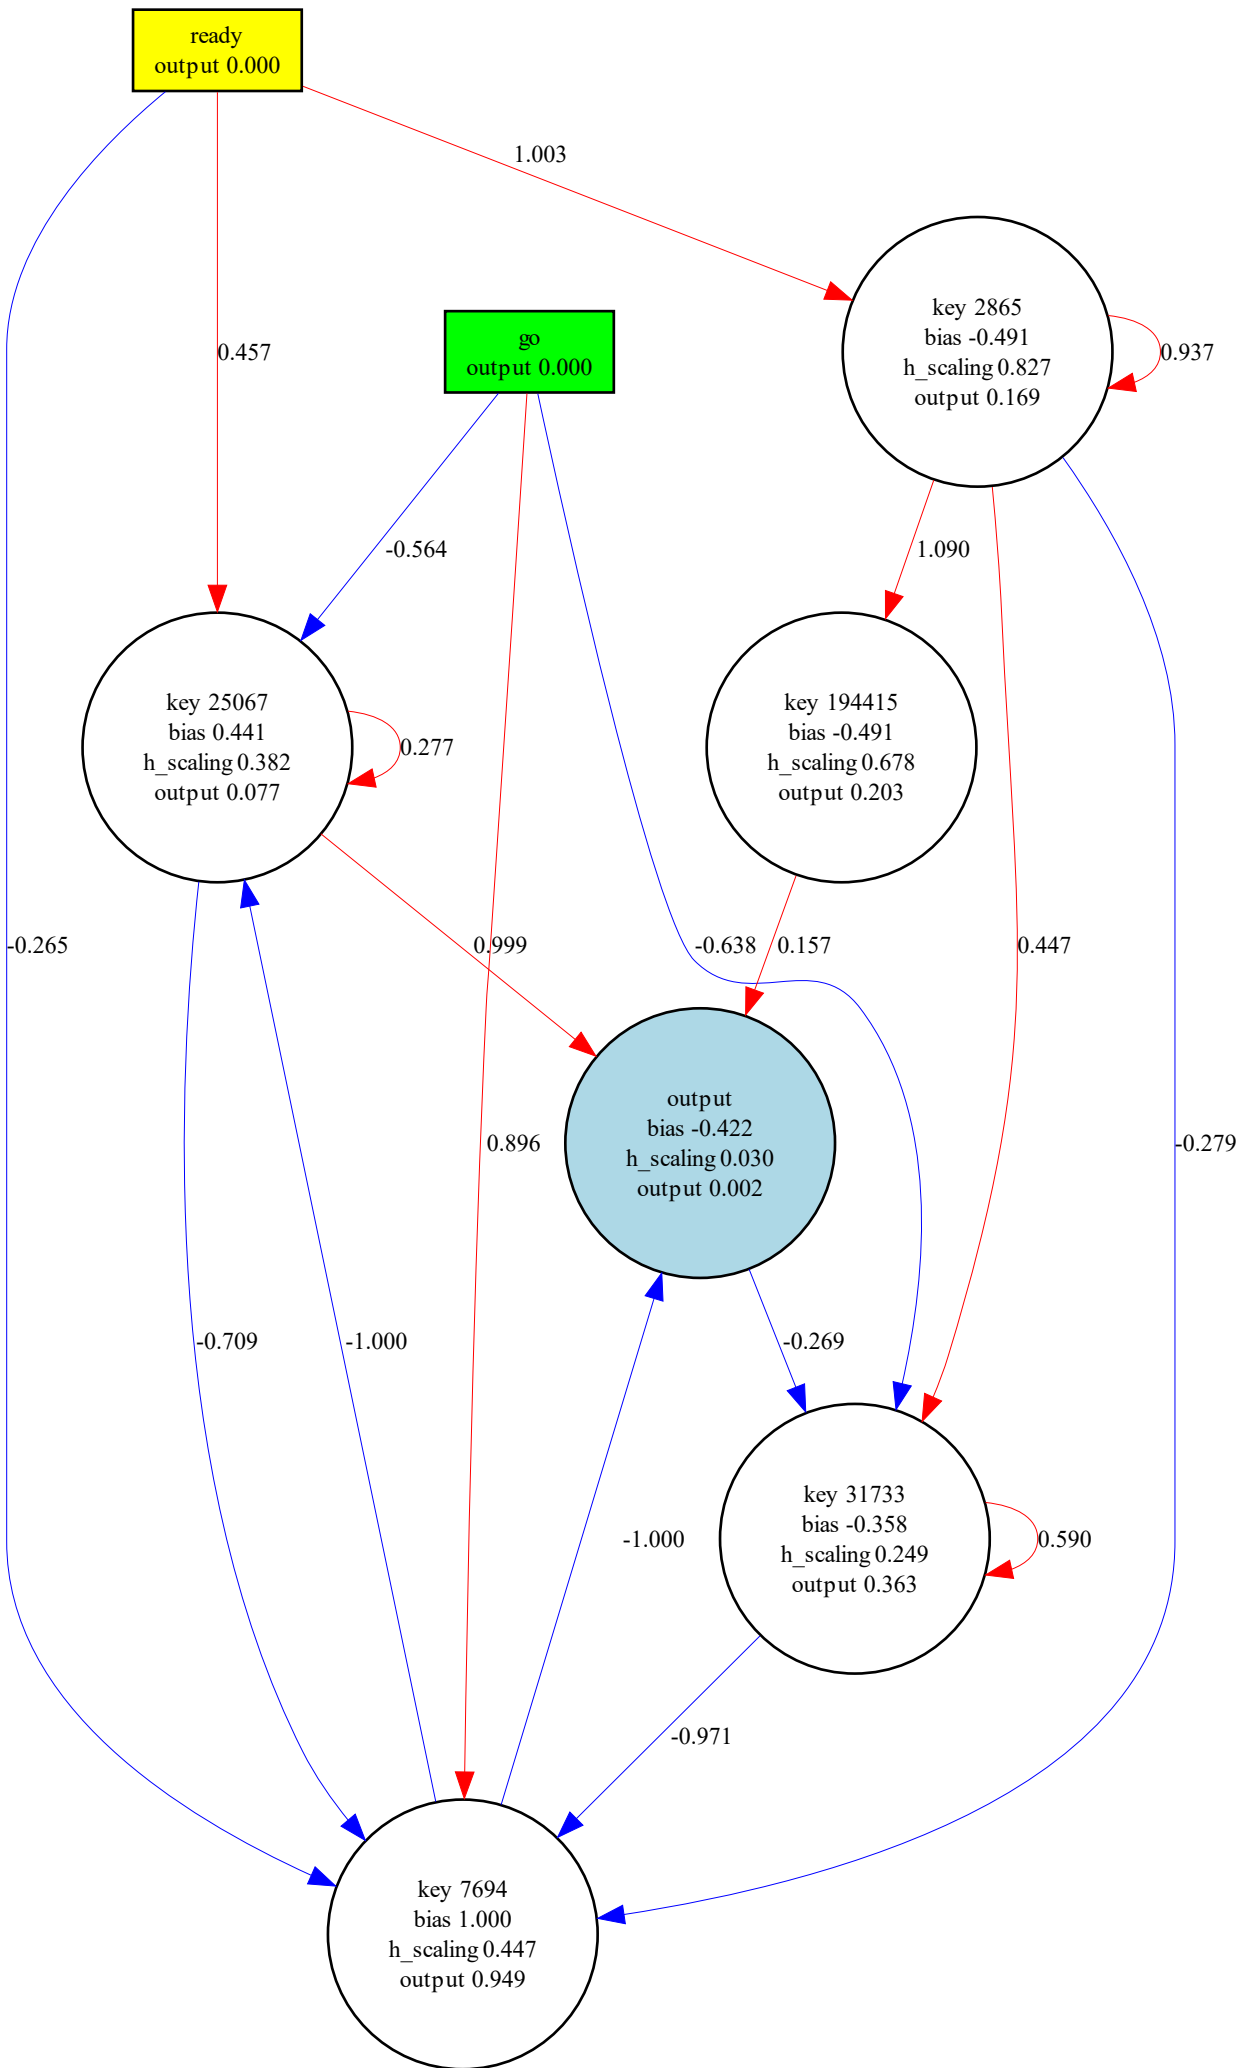 ready
output 0.000
1.003
key 2865
bias -0.491
h_scaling 0.827
output 0.169
0.937
go
output 0.000
0.457
-0.564
1.090
key 25067
bias 0.441
h_scaling 0.382
output 0.077
0.277
key 194415
bias -0.491
h_scaling 0.678
output 0.203
-0.265
0.999
-0.638
0.157
0.447
output
bias -0.422
h_scaling 0.030
output 0.002
0.896
-0.279
-0.709
-1.000
-0.269
key 31733
bias -0.358
h_scaling 0.249
output 0.363
-1.000
0.590
-0.971
key 7694
bias 1.000
h_scaling 0.447
output 0.949